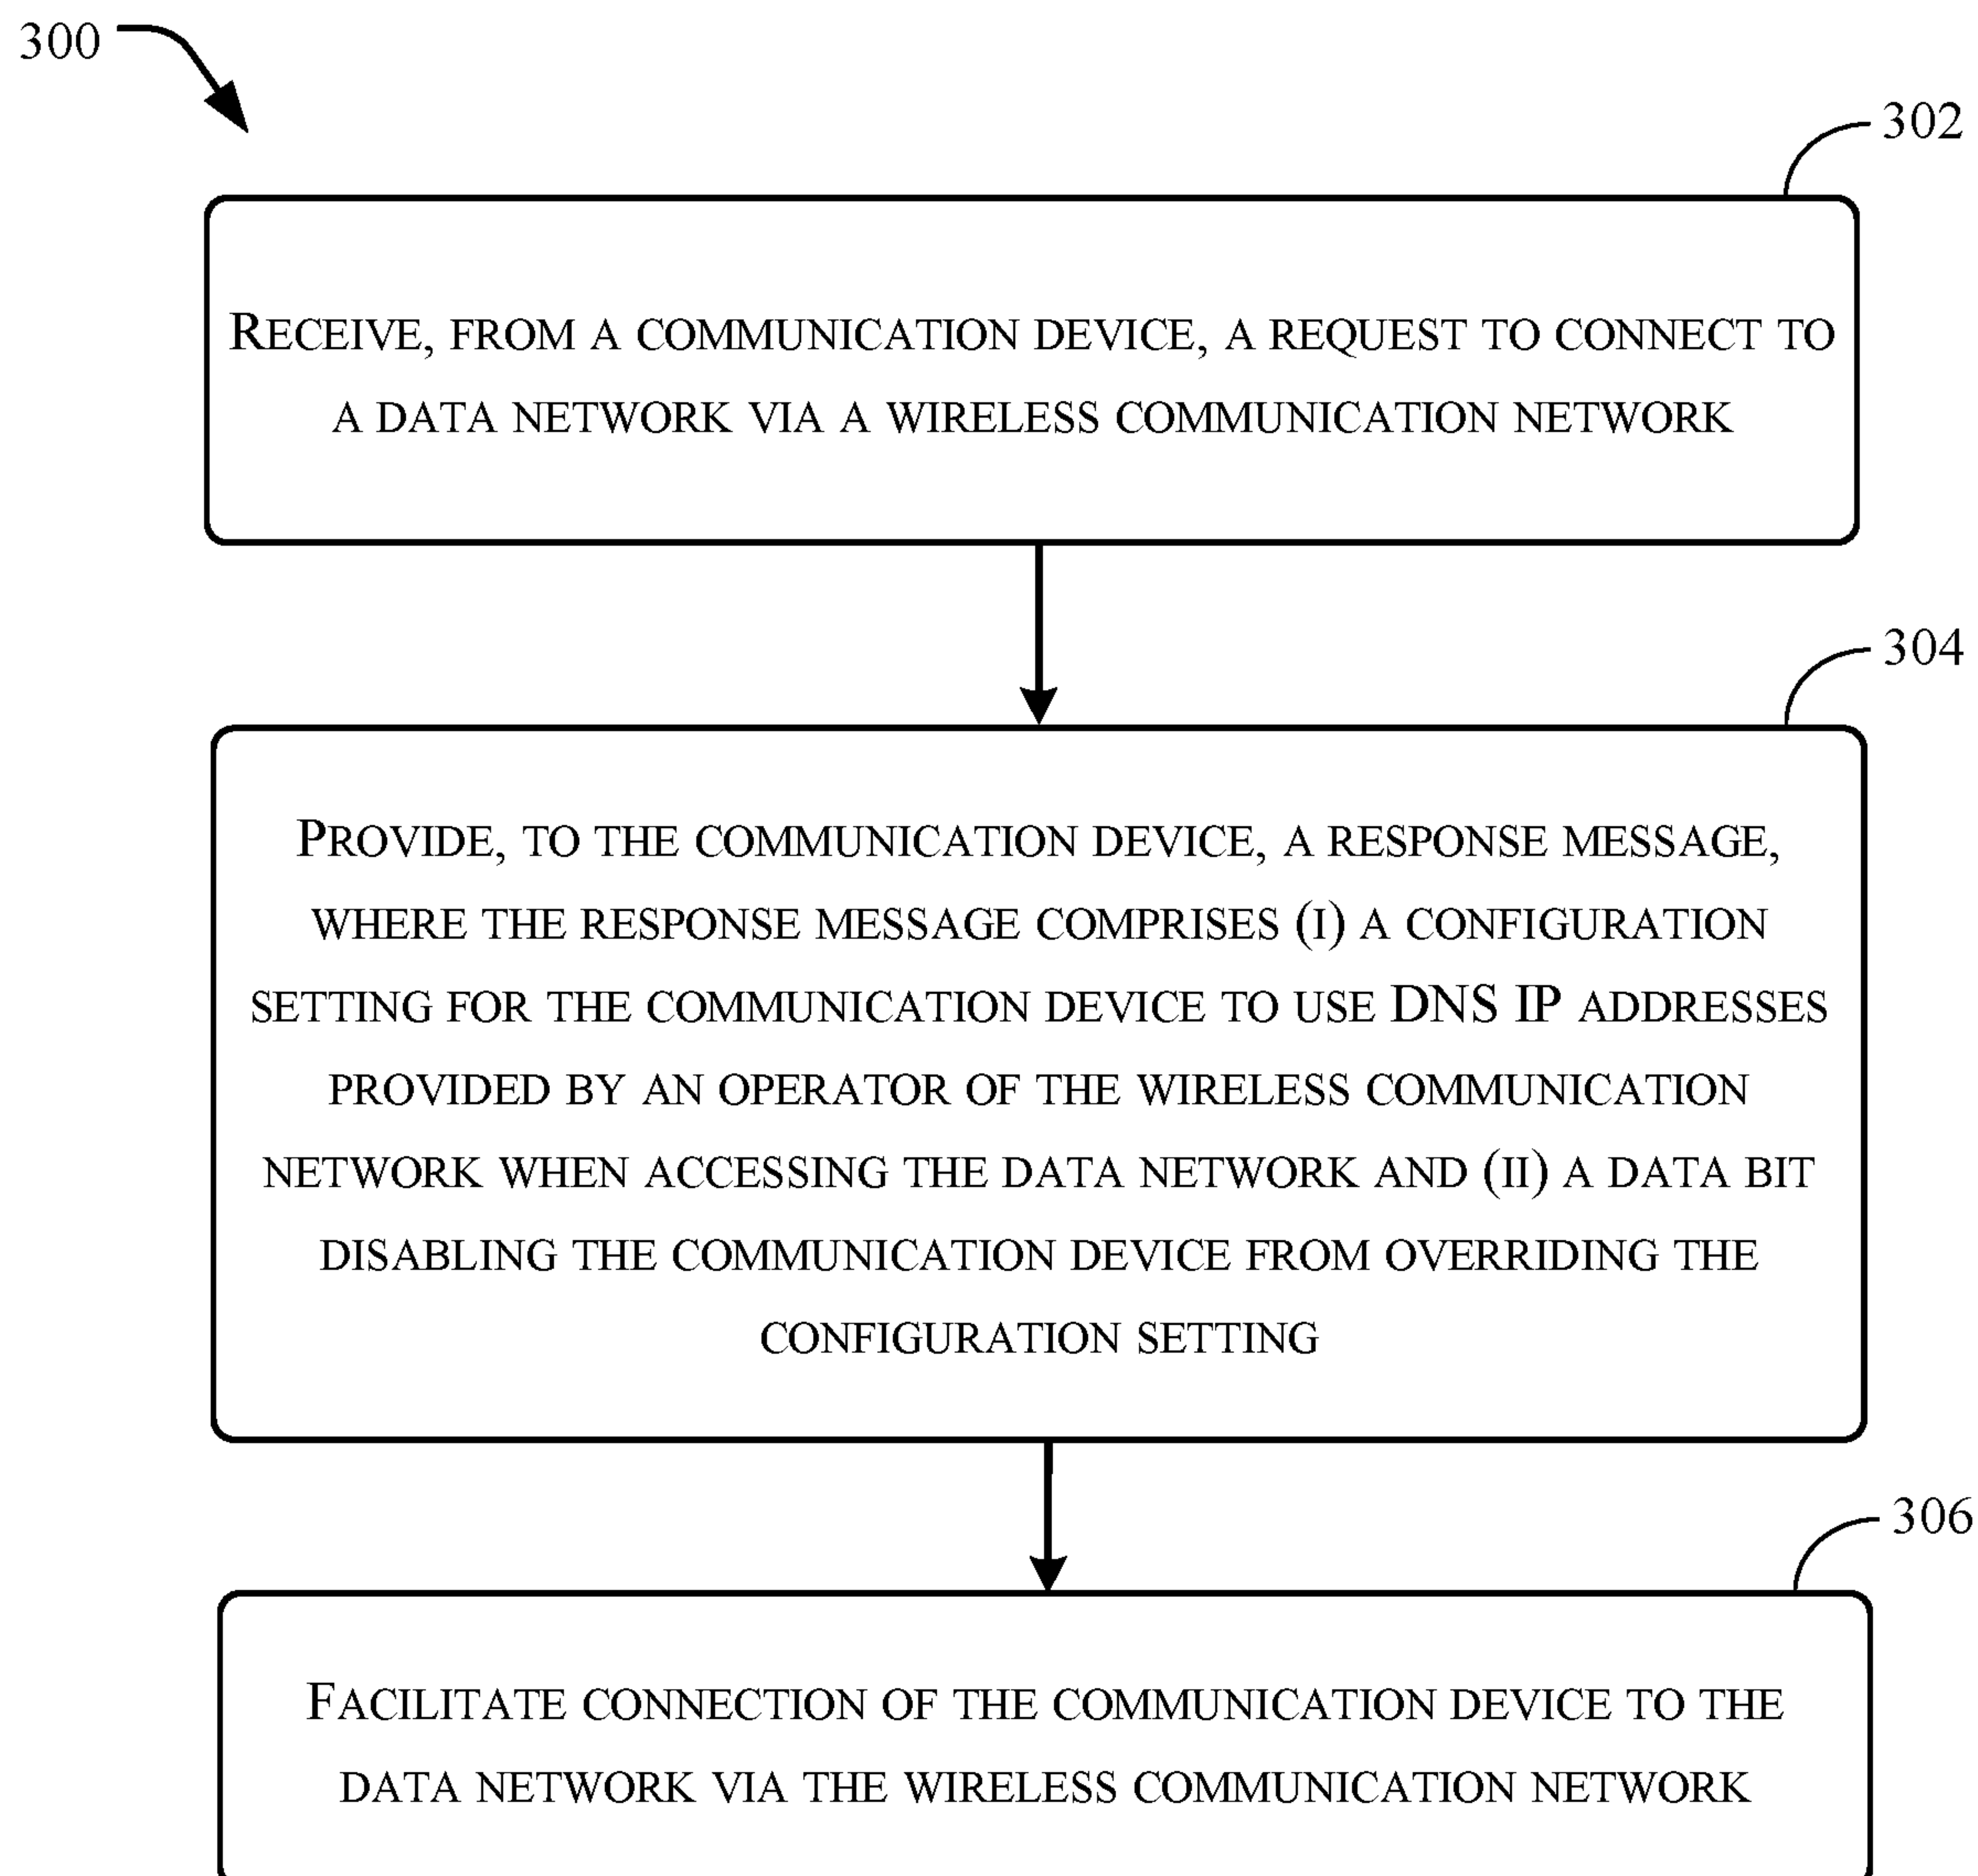 300
302
RECEIVE, FROM A COMMUNICATION DEVICE, A REQUEST TO CONNECT TO
A DATA NETWORK VIA A WIRELESS COMMUNICATION NETWORK
304
PROVIDE, TO THE COMMUNICATION DEVICE, A RESPONSE MESSAGE,
WHERE THE RESPONSE MESSAGE COMPRISES (I) A CONFIGURATION
SETTING FOR THE COMMUNICATION DEVICE TO USE DNS IP ADDRESSES
PROVIDED BY AN OPERATOR OF THE WIRELESS COMMUNICATION
NETWORK WHEN ACCESSING THE DATA NETWORK AND (II) A DATA BIT
DISABLING THE COMMUNICATION DEVICE FROM OVERRIDING THE
CONFIGURATION SETTING
306
FACILITATE CONNECTION OF THE COMMUNICATION DEVICE TO THE
DATA NETWORK VIA THE WIRELESS COMMUNICATION NETWORK